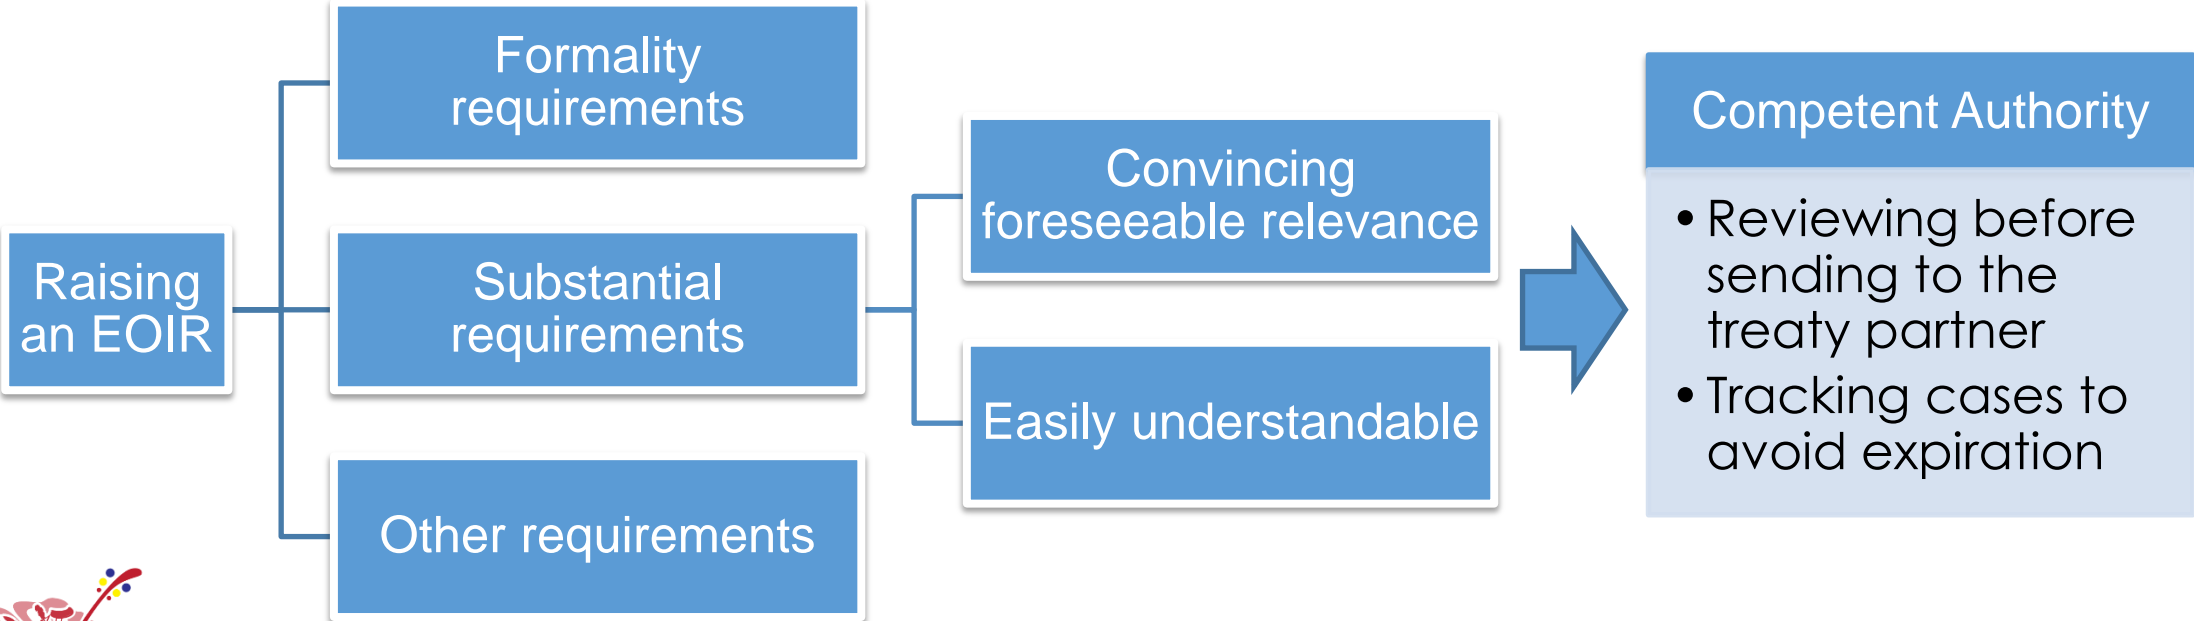 Raising
an EOIR
Formality
requirements
Substantial
requirements
Other requirements
Convincing
foreseeable relevance
Easily understandable
Competent Authority
• Reviewing before
sending to the
treaty partner
• Tracking cases to
avoid expiration